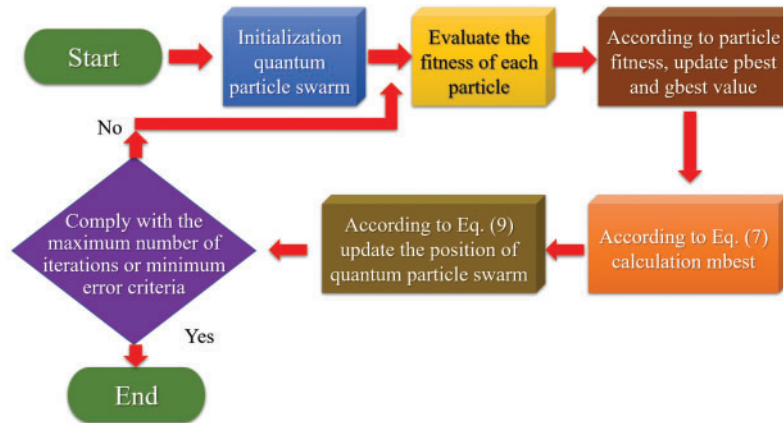 Start
Initialization
quantum
particle swarm
Evaluate the
fitness of each
particle
According to particle
fitness, update pbest
and gbest value
No
Comply with the
maximum number of
iterations or minimum
error criteria
According to Eq. (9)
update the position of
quantum particle swarm
According to Eq. (7)
calculation mbest
Yes
End